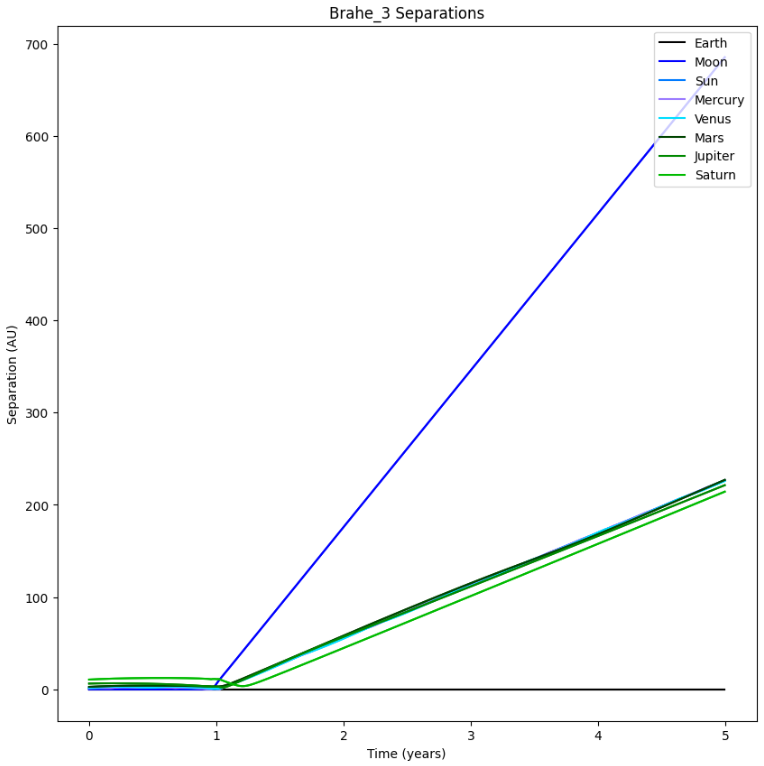 Brahe_3 Separations
Separation (AU)
700
600
500
400
300
200
100
0
0 1 2 3 4 5
Time (years)
Earth
Moon
Sun
Mercury
Venus
Mars
Jupiter
Saturn